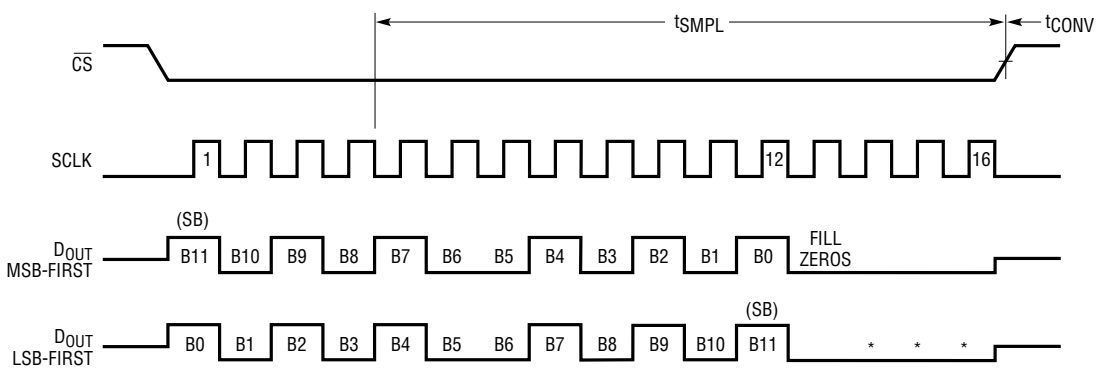 tSMPL tCONV
CS
SCLK 1 12 16
(SB)
DOUT
MSB-FIRST
B11 B10 B9 B8 B7 B6 B5 B4 B3 B2 B1 B0
FILL
ZEROS
(SB)
DOUT
LSB-FIRST
B0 B1 B2 B3 B4 B5 B6 B7 B8 B9 B10 B11 * * *